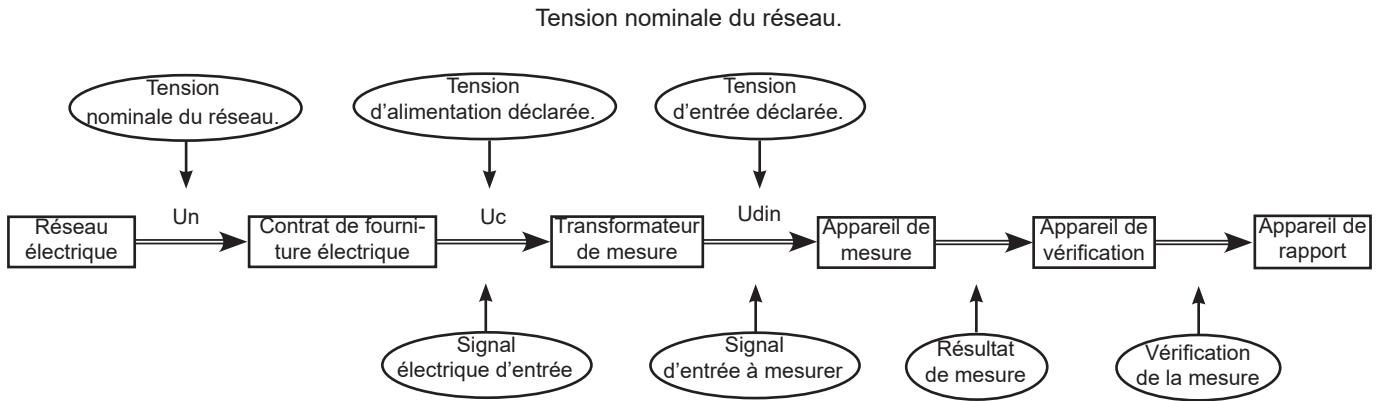 Tension nominale du réseau.
Tension
nominale du réseau.
Tension
d’alimentation déclarée.
Tension
d’entrée déclarée.
Un
Uc
Udin
Réseau
électrique
Contrat de fourni-
ture électrique
Transformateur
de mesure
Appareil de
mesure
Appareil de
vérification
Appareil de
rapport
Signal
électrique d’entrée
Signal
d’entrée à mesurer
Résultat
de mesure
Vérification
de la mesure